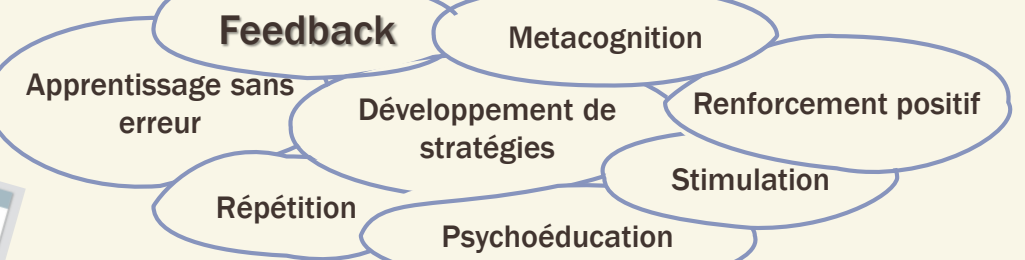 Feedback
Metacognition
Apprentissage sans
erreur
Développement de
stratégies
Renforcement positif
Stimulation
Répétition
Psychoéducation